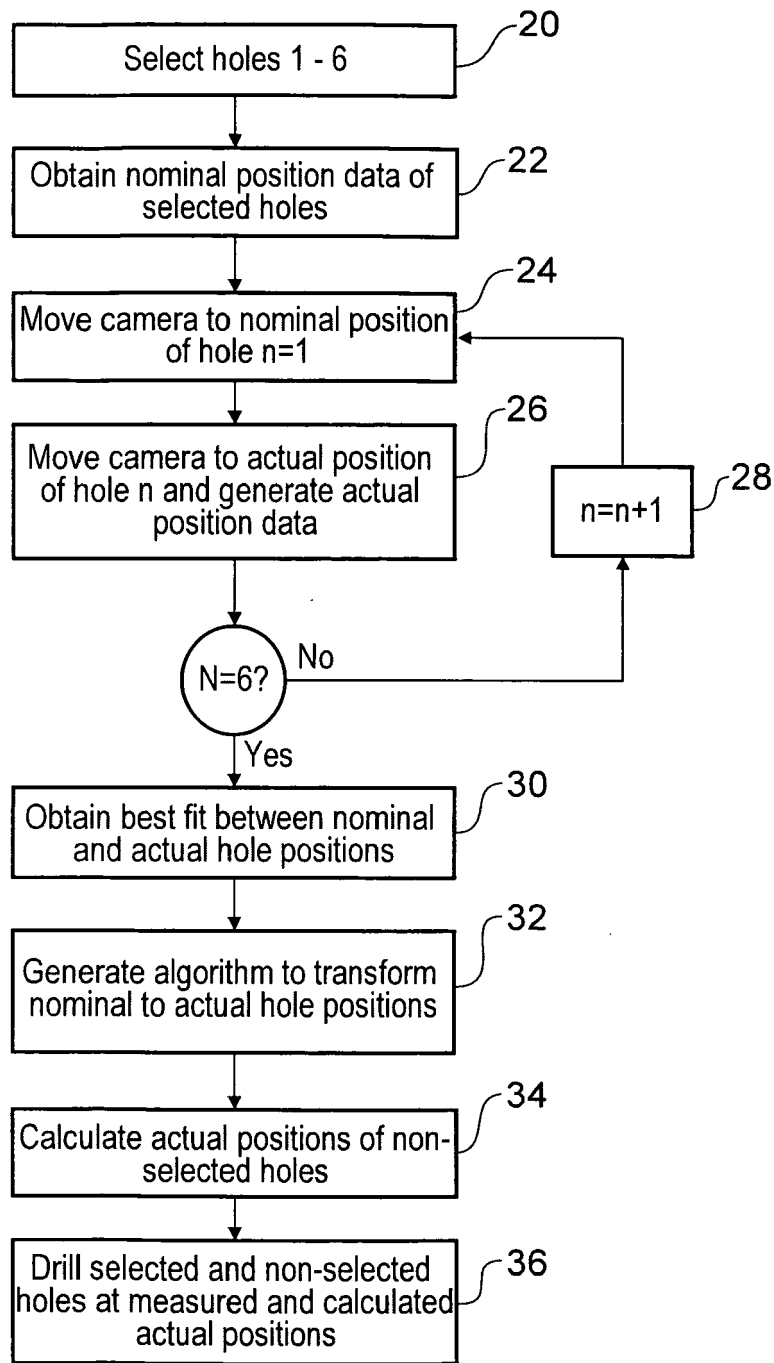 20
Select holes 1 - 6
22
Obtain nominal position data of
selected holes
24
Move camera to nominal position
of hole n=1
26
Move camera to actual position
of hole n and generate actual
position data
28
n=n+1
N=6?
No
Yes
30
Obtain best fit between nominal
and actual hole positions
32
Generate algorithm to transform
nominal to actual hole positions
34
Calculate actual positions of non-
selected holes
36
Drill selected and non-selected
holes at measured and calculated
actual positions